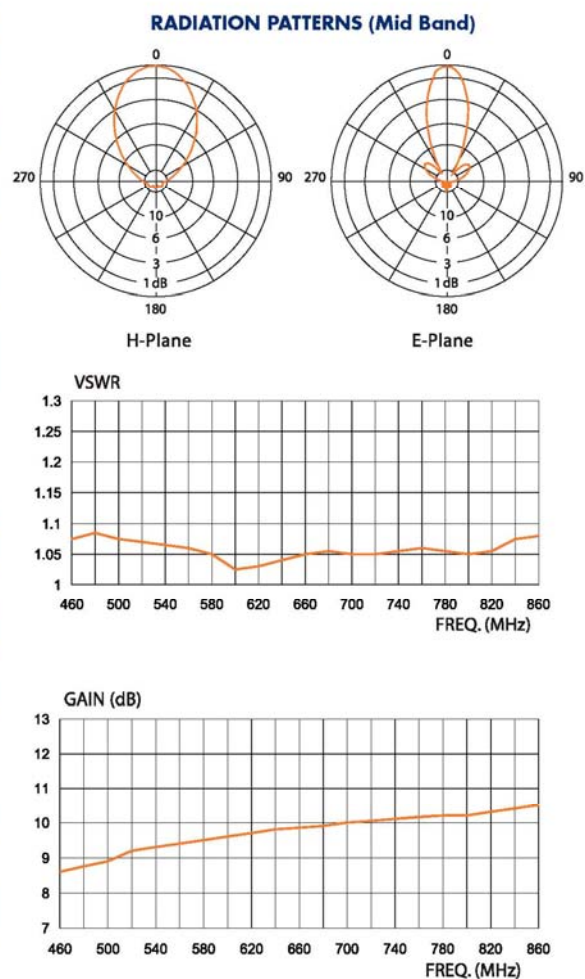 RADIATION PATTERNS (Mid Band)
0 0
270 90 270 90
10 10
6 6
3 3
1 dB 1 dB
180 180
H-Plane E-Plane
VSWR
1.3
1.25
1.2
1.15
1.1
1.05
1
460 500 540 580 620 660 700 740 780 820 860
FREQ. (MHz)
GAIN (dB)
13
12
11
10
9
8
7
460 500 540 580 620 660 700 740 780 820 860
FREQ. (MHz)